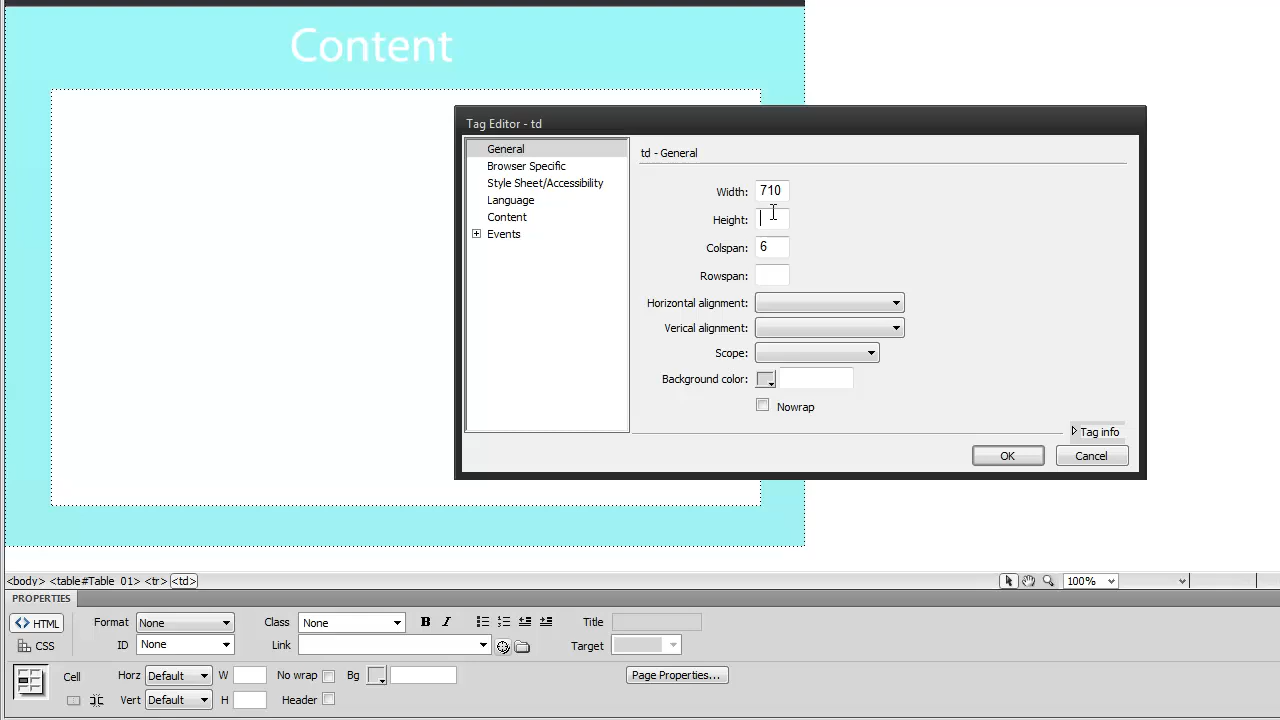 Content
Tag Editor - td
General
Browser Specific
Style Sheet/Accessibility
Language
Content
Events
td - General
Width: 710
Height:
Colspan: 6
Rowspan:
Horizontal alignment:
Verical alignment:
Scope:
Background color:
Nowrap
Tag info
OK Cancel
<body> <table#Table_01> <tr> <td>
100%
PROPERTIES
<> HTML Format None Class None B I Title
CSS ID None Link Target
Cell Horz Default W No wrap Bg Page Properties...
Vert Default H Header